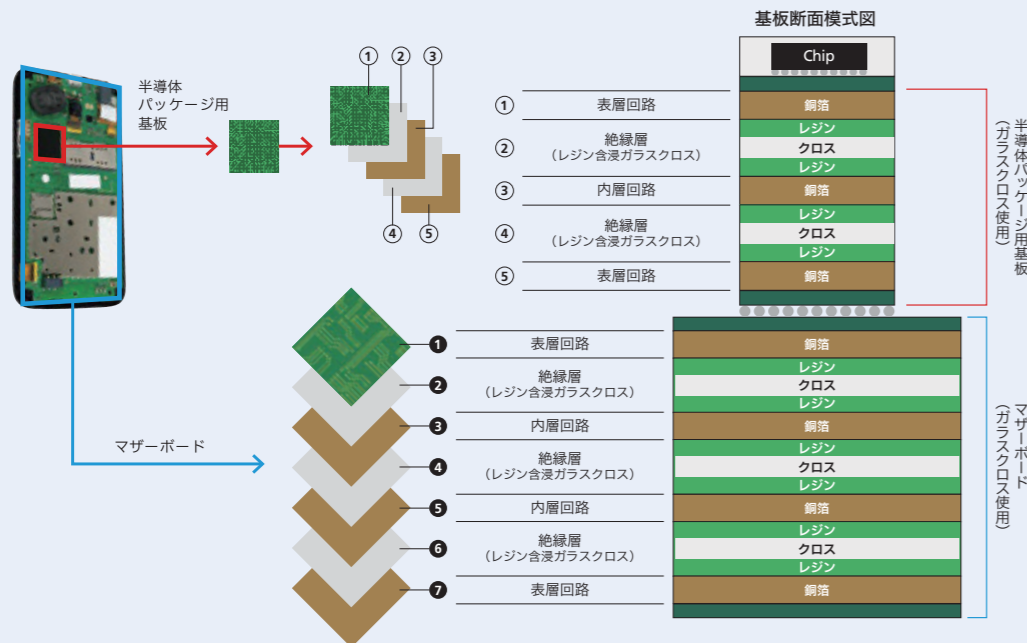 基板断面模式図
Chip
半導体
パッケージ用
基板
①
②
③
④
⑤
①
表層回路
銅箔
②
絶縁層
(レジン含浸ガラスクロス)
レジン
クロス
レジン
③
内層回路
銅箔
④
絶縁層
(レジン含浸ガラスクロス)
レジン
クロス
レジン
⑤
表層回路
銅箔
半導体パッケージ用基板
(ガラスクロス使用)
マザーボード
❶
表層回路
銅箔
❷
絶縁層
(レジン含浸ガラスクロス)
レジン
クロス
レジン
❸
内層回路
銅箔
❹
絶縁層
(レジン含浸ガラスクロス)
レジン
クロス
レジン
❺
内層回路
銅箔
❻
絶縁層
(レジン含浸ガラスクロス)
レジン
クロス
レジン
❼
表層回路
銅箔
マザーボード
(ガラスクロス使用)